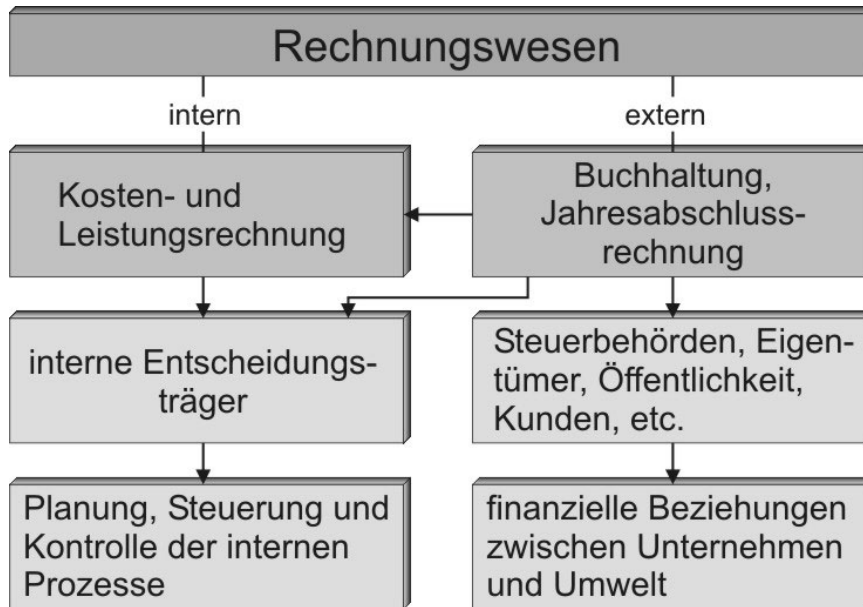 Rechnungswesen
intern
extern
Kosten- und
Leistungsrechnung
Buchhaltung,
Jahresabschluss-
rechnung
interne Entscheidungs-
träger
Steuerbehörden, Eigen-
tümer, Öffentlichkeit,
Kunden, etc.
Planung, Steuerung und
Kontrolle der internen
Prozesse
finanzielle Beziehungen
zwischen Unternehmen
und Umwelt